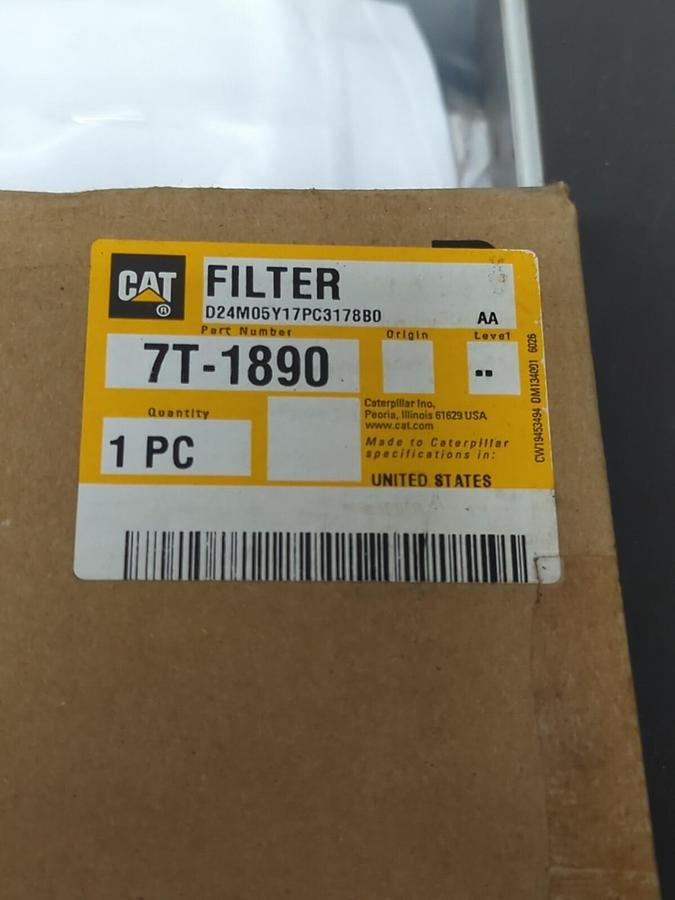 CAT®
FILTER
D24M05Y17PC3178B0
AA
Part Number
Origin
Level
7T-1890
..
Quantity
1 PC
Caterpillar Inc.
Peoria, Illinois 61629 USA
www.cat.com
Made to Caterpillar
specifications in:
UNITED STATES
CW19453494 DM134001 6026